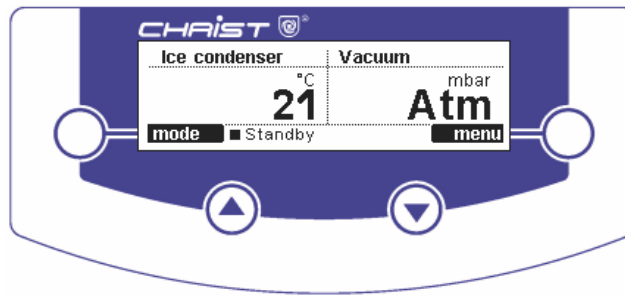 CHRIST ®
Ice condenser Vacuum
°C mbar
21 Atm
mode ■ Standby menu